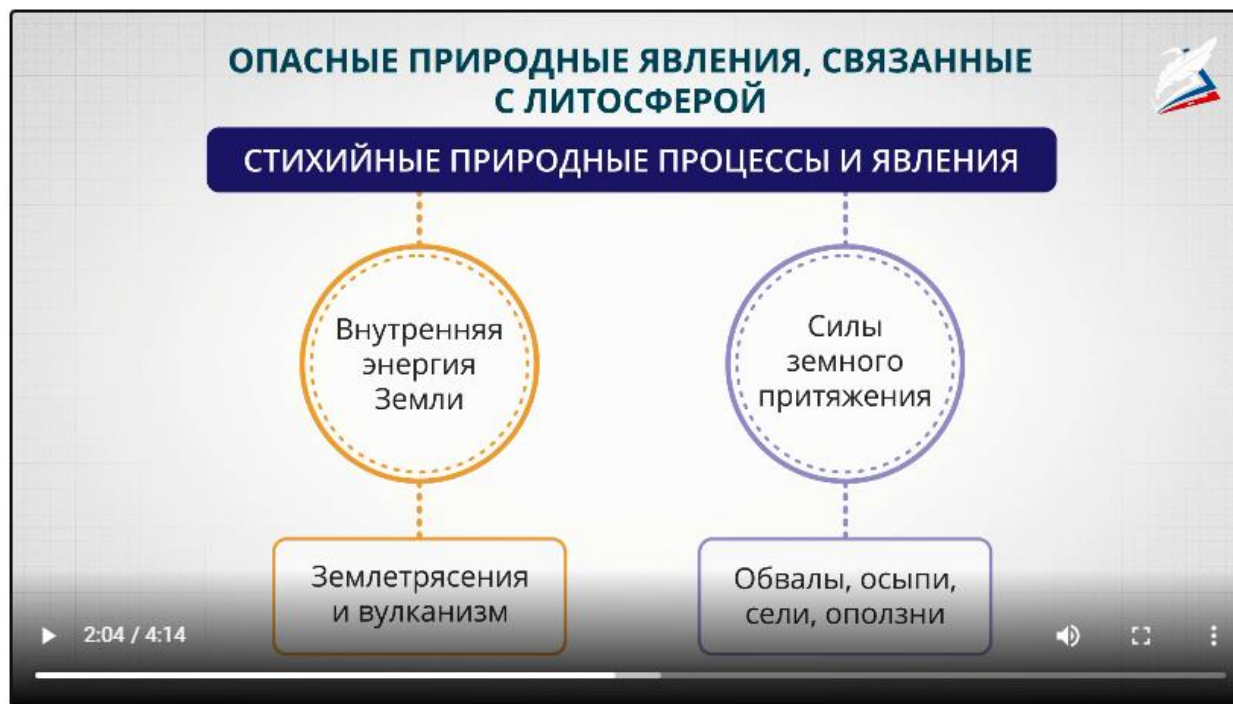 ОПАСНЫЕ ПРИРОДНЫЕ ЯВЛЕНИЯ, СВЯЗАННЫЕ
С ЛИТОСФЕРОЙ
СТИХИЙНЫЕ ПРИРОДНЫЕ ПРОЦЕССЫ И ЯВЛЕНИЯ
Внутренняя
энергия
Земли
Силы
земного
притяжения
Землетрясения
и вулканизм
Обвалы, осыпи,
сели, оползни
2:04 / 4:14